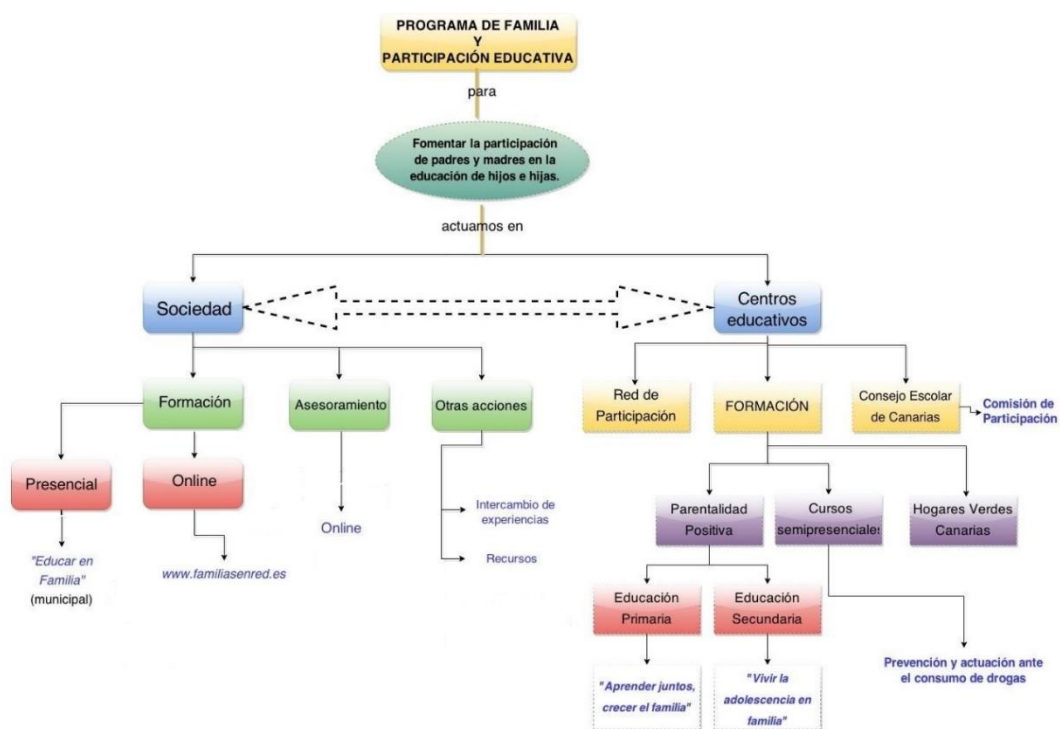 PROGRAMA DE FAMILIA
Y
PARTICIPACIÓN EDUCATIVA
para
Fomentar la participación
de padres y madres en la
educación de hijos e hijas.
actuamos en
Sociedad
Centros
educativos
Formación
Asesoramiento
Otras acciones
Red de
Participación
FORMACIÓN
Consejo Escolar
de Canarias
Comisión de
Participación
Presencial
Online
Online
Intercambio de
experiencias
Recursos
"Educar en
Familia"
(municipal)
www.familiasenred.es
Parentalidad
Positiva
Cursos
semipresenciales
Hogares Verdes
Canarias
Educación
Primaria
Educación
Secundaria
"Aprender juntos,
crecer el familia"
"Vivir la
adolescencia en
familia"
Prevención y actuación ante
el consumo de drogas